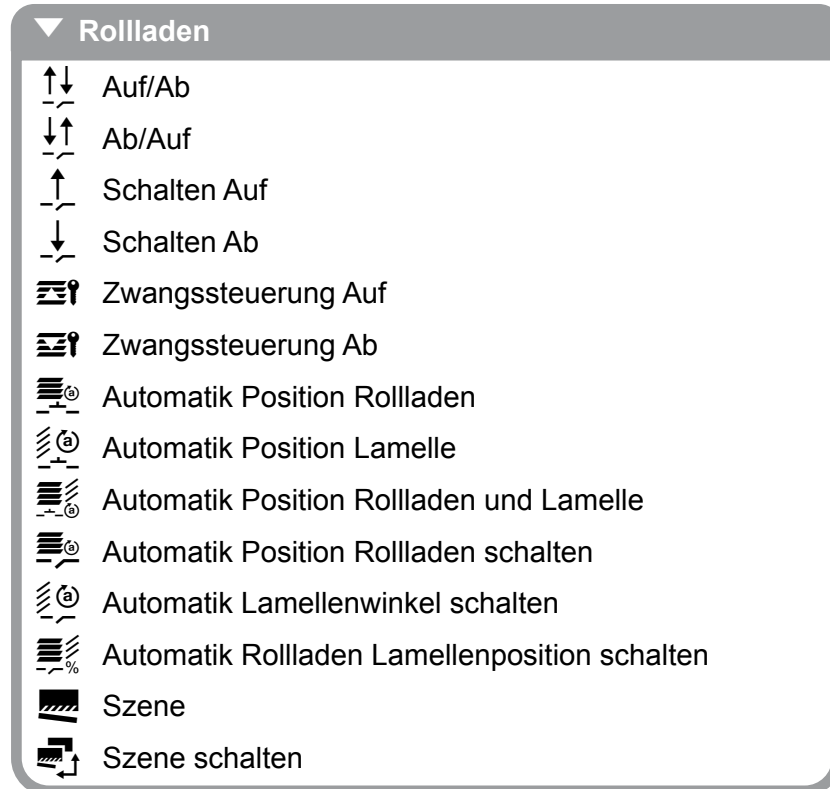 Rollladen
Auf/Ab
Ab/Auf
Schalten Auf
Schalten Ab
Zwangssteuerung Auf
Zwangssteuerung Ab
a Automatik Position Rollladen
a Automatik Position Lamelle
a Automatik Position Rollladen und Lamelle
a Automatik Position Rollladen schalten
a Automatik Lamellenwinkel schalten
% Automatik Rollladen Lamellenposition schalten
Szene
Szene schalten